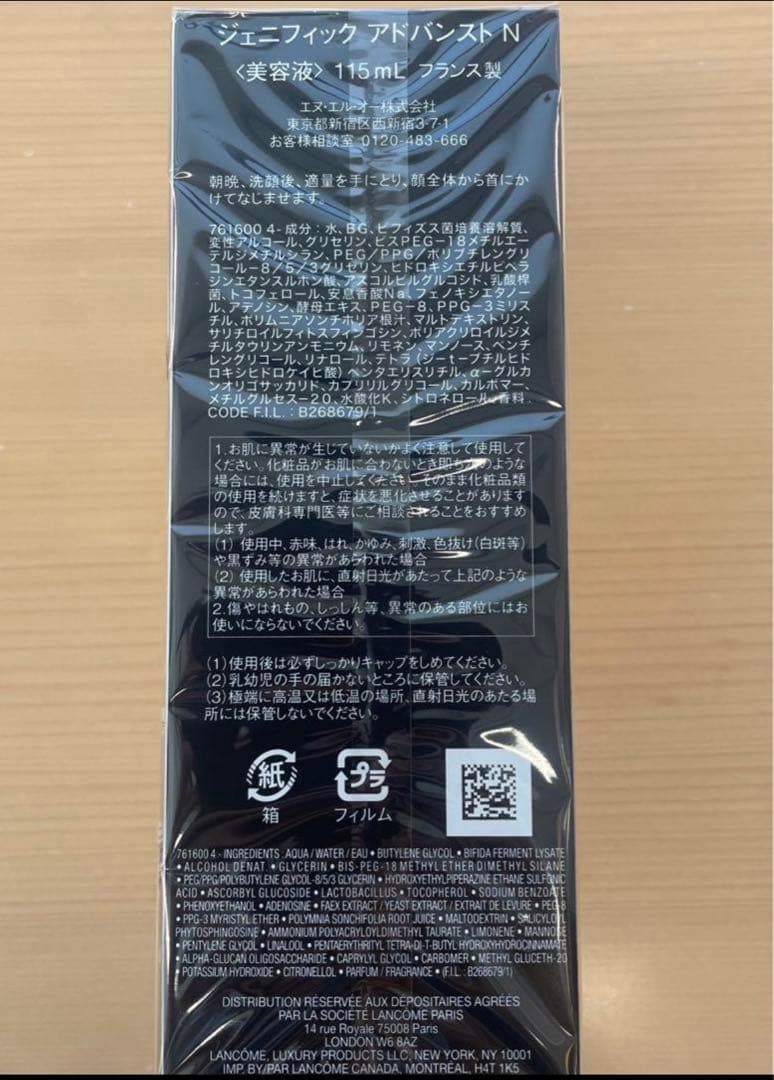 ジェニフィック アドバンスト N
〈美容液〉 115mL フランス製
エヌ・エル・オー株式会社
東京都新宿区西新宿3-7-1
お客様相談室 0120-483-666
朝晩、洗顔後、適量を手にとり、顔全体から首にか
けてなじませます。
761600 4- 成分：水、BG、ビフィズス菌培養溶解質、
変性アルコール、グリセリン、ビスPEG-18メチルエー
テルジメチルシラン、PEG/PPG/ポリブチレングリ
コール-8/5/3グリセリン、ヒドロキシエチルピペラ
ジンエタンスルホン酸、アスコルビルグルコシド、乳酸桿
菌、トコフェロール、安息香酸Na、フェノキシエタノー
ル、アデノシン、酵母エキス、PEG-8、PPG-3ミリス
チル、ポリムニアソンチホリア根汁、マルトデキストリン、
サリチロイルフィトスフィンゴシン、ポリアクリロイルジメ
チルタウリンアンモニウム、リモネン、マンノース、ペンチ
レングリコール、リナロール、テトラ(ジ-t-ブチルヒド
ロキシヒドロケイヒ酸)ペンタエリスリチル、α-グルカ
ンオリゴサッカリド、カプリリルグリコール、カルボマー、
メチルグルセス-20、水酸化K、シトロネロール、香料
CODE F.I.L. : B268679/1
1.お肌に異常が生じていないかよく注意して使用して
ください。化粧品がお肌に合わないとき即ち次のような
場合には、使用を中止してください。そのまま化粧品類
の使用を続けますと、症状を悪化させることがあります
ので、皮膚科専門医等にご相談されることをおすすめ
します。
(1) 使用中、赤味、はれ、かゆみ、刺激、色抜け(白斑等)
や黒ずみ等の異常があらわれた場合
(2) 使用したお肌に、直射日光があたって上記のような
異常があらわれた場合
2.傷やはれもの、しっしん等、異常のある部位にはお
使いにならないでください。
(1)使用後は必ずしっかりキャップをしめてください。
(2)乳幼児の手の届かないところに保管してください。
(3)極端に高温又は低温の場所、直射日光のあたる場
所には保管しないでください。
紙 プラ
箱 フィルム
761600 4 - INGREDIENTS : AQUA / WATER / EAU • BUTYLENE GLYCOL • BIFIDA FERMENT LYSATE
• ALCOHOL DENAT. • GLYCERIN • BIS-PEG-18 METHYL ETHER DIMETHYL SILANE
• PEG/PPG/POLYBUTYLENE GLYCOL-8/5/3 GLYCERIN • HYDROXYETHYLPIPERAZINE ETHANE SULFONIC
ACID • ASCORBYL GLUCOSIDE • LACTOBACILLUS • TOCOPHEROL • SODIUM BENZOATE
• PHENOXYETHANOL • ADENOSINE • FAEX EXTRACT / YEAST EXTRACT / EXTRAIT DE LEVURE • PEG-8
• PPG-3 MYRISTYL ETHER • POLYMNIA SONCHIFOLIA ROOT JUICE • MALTODEXTRIN • SALICYLOYL
PHYTOSPHINGOSINE • AMMONIUM POLYACRYLOYLDIMETHYL TAURATE • LIMONENE • MANNOSE
• PENTYLENE GLYCOL • LINALOOL • PENTAERYTHRITYL TETRA-DI-T-BUTYL HYDROXYHYDROCINNAMATE
• ALPHA-GLUCAN OLIGOSACCHARIDE • CAPRYLYL GLYCOL • CARBOMER • METHYL GLUCETH-20
• POTASSIUM HYDROXIDE • CITRONELLOL • PARFUM / FRAGRANCE • (F.I.L. : B268679/1)
DISTRIBUTION RÉSERVÉE AUX DÉPOSITAIRES AGRÉÉS
PAR LA SOCIÉTÉ LANCÔME PARIS
14 rue Royale 75008 Paris
LONDON W6 8AZ
LANCÔME, LUXURY PRODUCTS LLC, NEW YORK, NY 10001
IMP. BY/PAR LANCÔME CANADA, MONTRÉAL, H4T 1K5